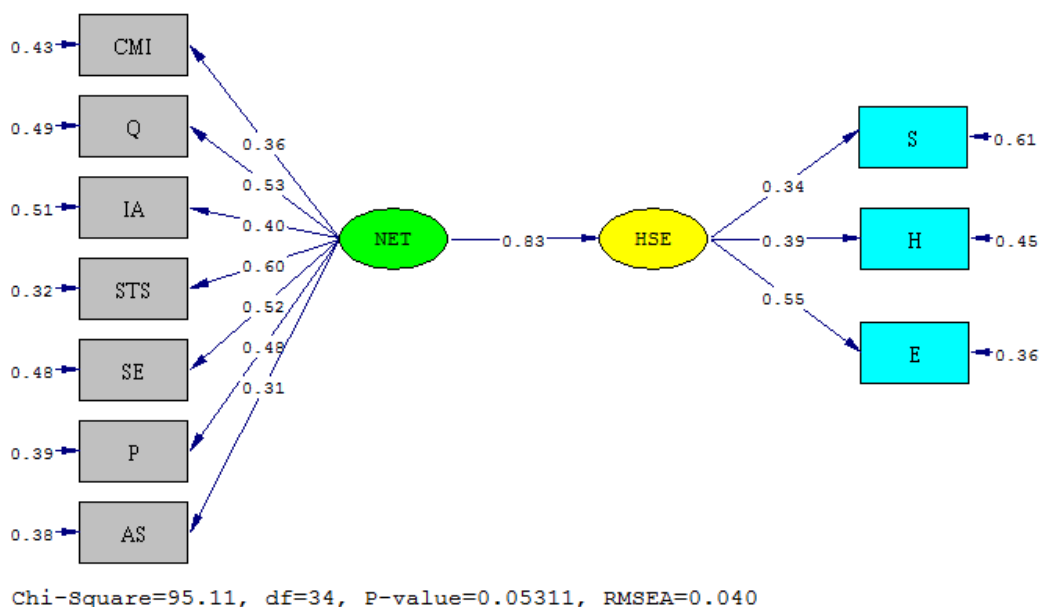 0.43 CMI
0.36
0.49 Q
0.53
0.51 IA
0.40
0.32 STS
0.60
0.48 SE
0.52
0.39 P
0.48
0.38 AS
0.31
NET
0.83
HSE
0.34
S 0.61
0.39
H 0.45
0.55
E 0.36
Chi-Square=95.11, df=34, P-value=0.05311, RMSEA=0.040